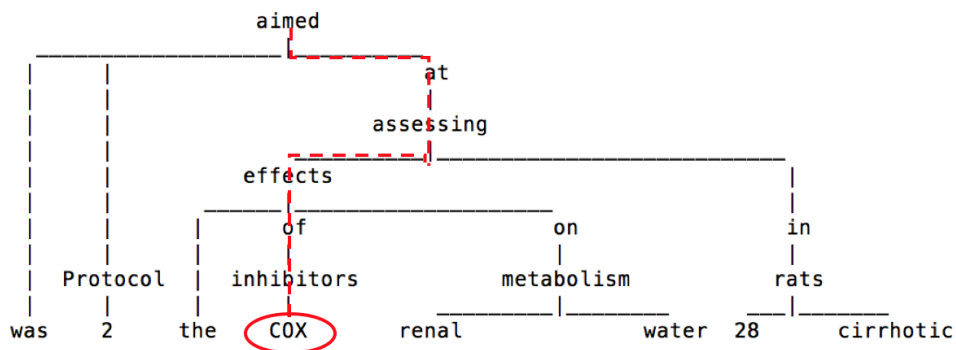 aimed
at
assessing
effects
of on in
Protocol inhibitors metabolism rats
was 2 the COX renal water 28 cirrhotic